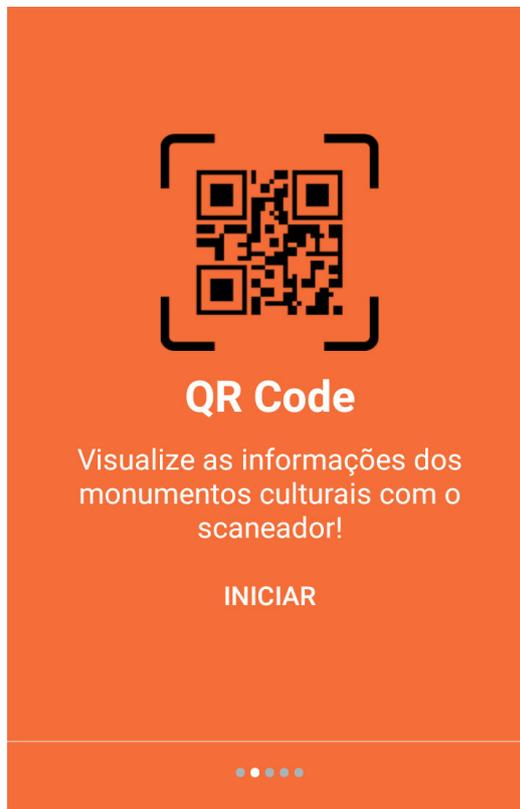 QR Code
Visualize as informações dos
monumentos culturais com o
scaneador!
INICIAR